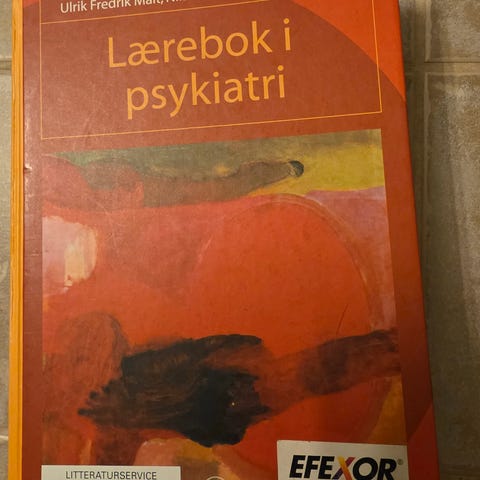 Ulrik Fredrik Malt,
Lærebok i
psykiatri
LITTERATURSERVICE
EFEXOR®